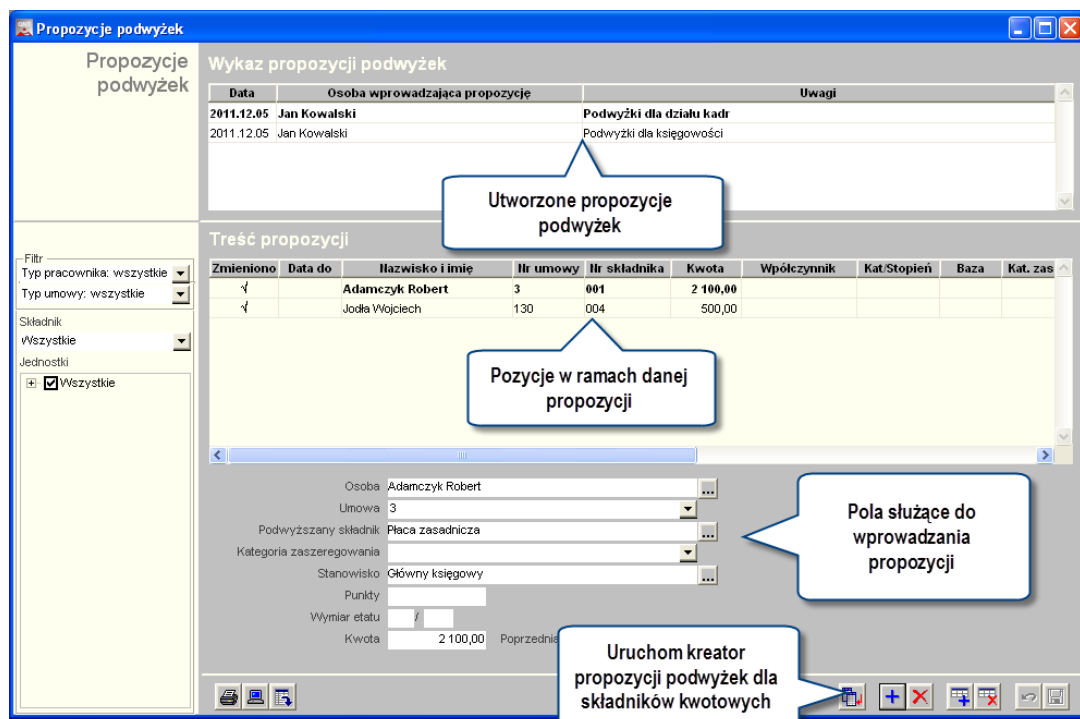 Propozycje podwyżek
Propozycje
podwyżek
Wykaz propozycji podwyżek
Data Osoba wprowadzająca propozycję Uwagi
2011.12.05 Jan Kowalski Podwyżki dla działu kadr
2011.12.05 Jan Kowalski Podwyżki dla księgowości
Utworzone propozycje
podwyżek
Treść propozycji
Filtr
Typ pracownika: wszystkie
Typ umowy: wszystkie
Składnik
Wszystkie
Jednostki
Wszystkie
Zmieniono Data do Nazwisko i imię Nr umowy Nr składnika Kwota Wpółczynnik Kat/Stopień Baza Kat. zas
√ Adamczyk Robert 3 001 2 100,00
√ Jodła Wojciech 130 004 500,00
Pozycje w ramach danej
propozycji
Osoba Adamczyk Robert ...
Umowa 3
Podwyższany składnik Płaca zasadnicza ...
Kategoria zaszeregowania
Stanowisko Główny księgowy ...
Punkty
Wymiar etatu /
Kwota 2 100,00 Poprzednia
Pola służące do
wprowadzania
propozycji
Uruchom kreator
propozycji podwyżek dla
składników kwotowych